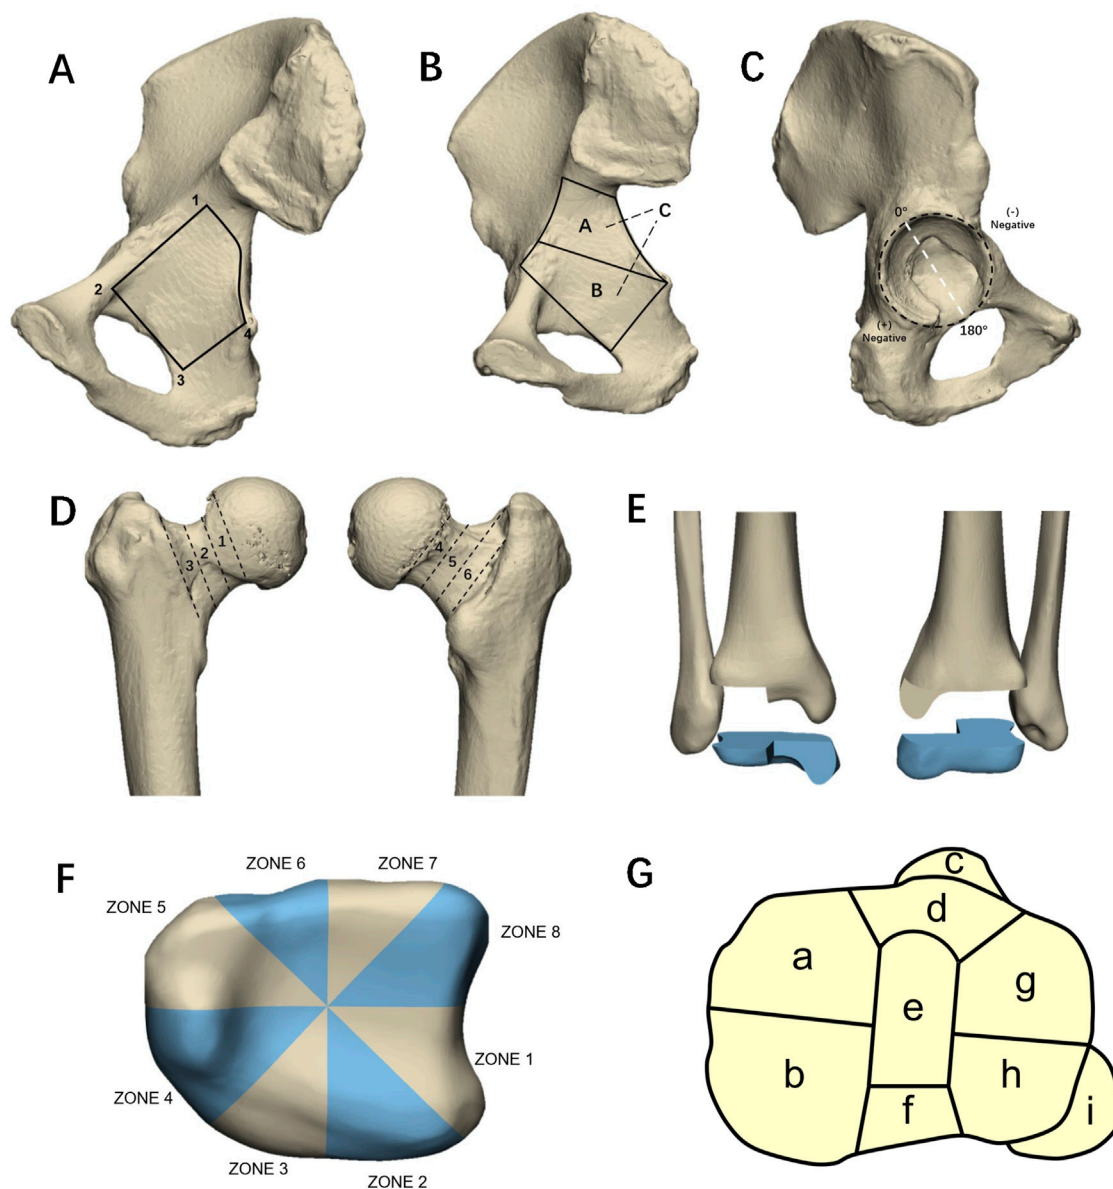 A
B
C
1
2
3
4
A
B
C
0°
(-)
Negative
(+)
Negative
180°
D
E
1
2
3
4
5
6
F
G
ZONE 6
ZONE 7
ZONE 5
ZONE 8
ZONE 4
ZONE 1
ZONE 3
ZONE 2
c
d
a
g
e
b
h
f
i